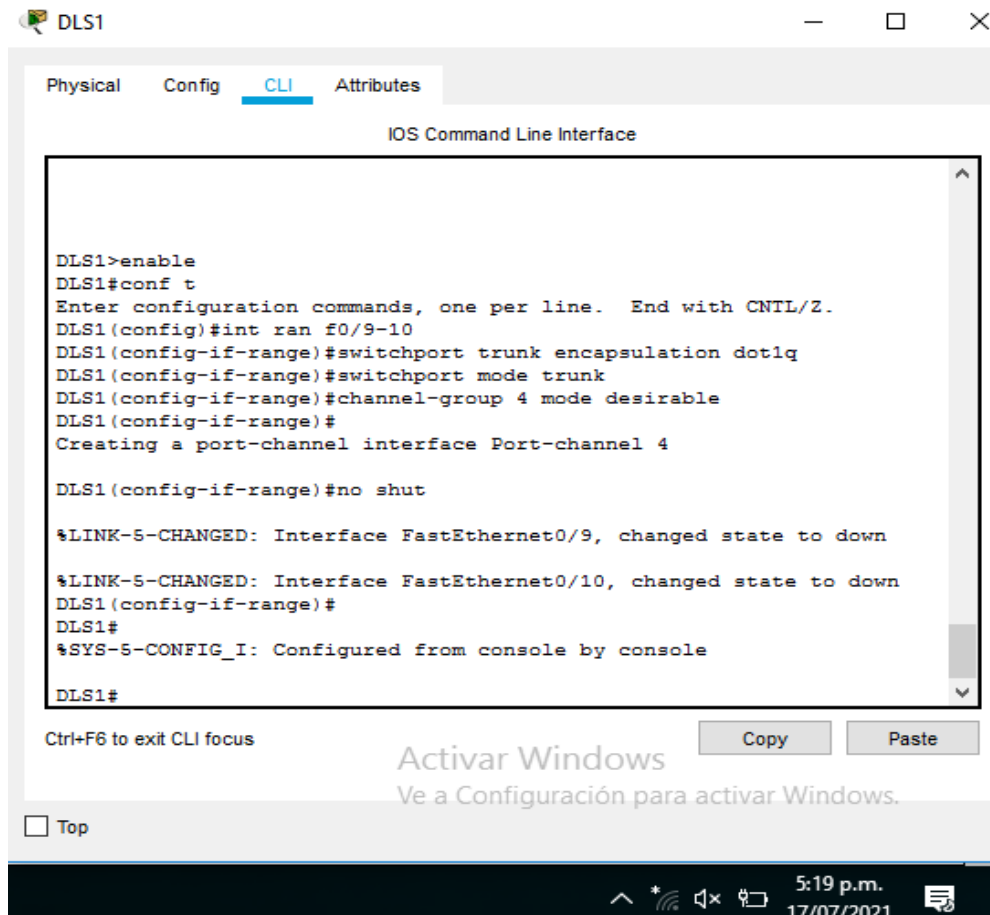 DLS1
Physical Config CLI Attributes
IOS Command Line Interface
DLS1>enable
DLS1#conf t
Enter configuration commands, one per line.  End with CNTL/Z.
DLS1(config)#int ran f0/9-10
DLS1(config-if-range)#switchport trunk encapsulation dot1q
DLS1(config-if-range)#switchport mode trunk
DLS1(config-if-range)#channel-group 4 mode desirable
DLS1(config-if-range)#
Creating a port-channel interface Port-channel 4
DLS1(config-if-range)#no shut
%LINK-5-CHANGED: Interface FastEthernet0/9, changed state to down
%LINK-5-CHANGED: Interface FastEthernet0/10, changed state to down
DLS1(config-if-range)#
DLS1#
%SYS-5-CONFIG_I: Configured from console by console
DLS1#
Ctrl+F6 to exit CLI focus
Copy Paste
Activar Windows
Ve a Configuración para activar Windows.
Top
5:19 p.m.
17/07/2021